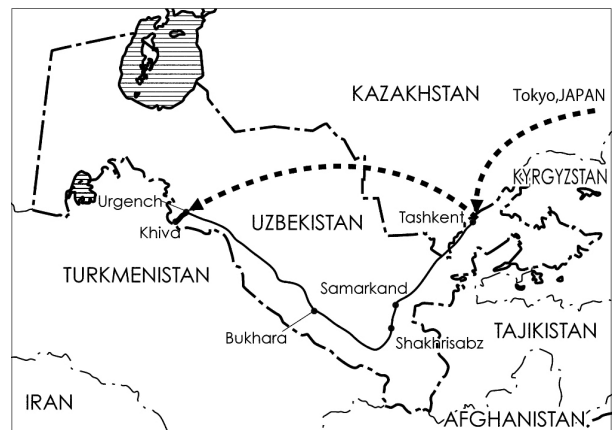 KAZAKHSTAN
Tokyo,JAPAN
KYRGYZSTAN
Urgench
Khiva
UZBEKISTAN
Tashkent
TURKMENISTAN
Samarkand
Bukhara
Shakhrisabz
TAJIKISTAN
IRAN
AFGHANISTAN